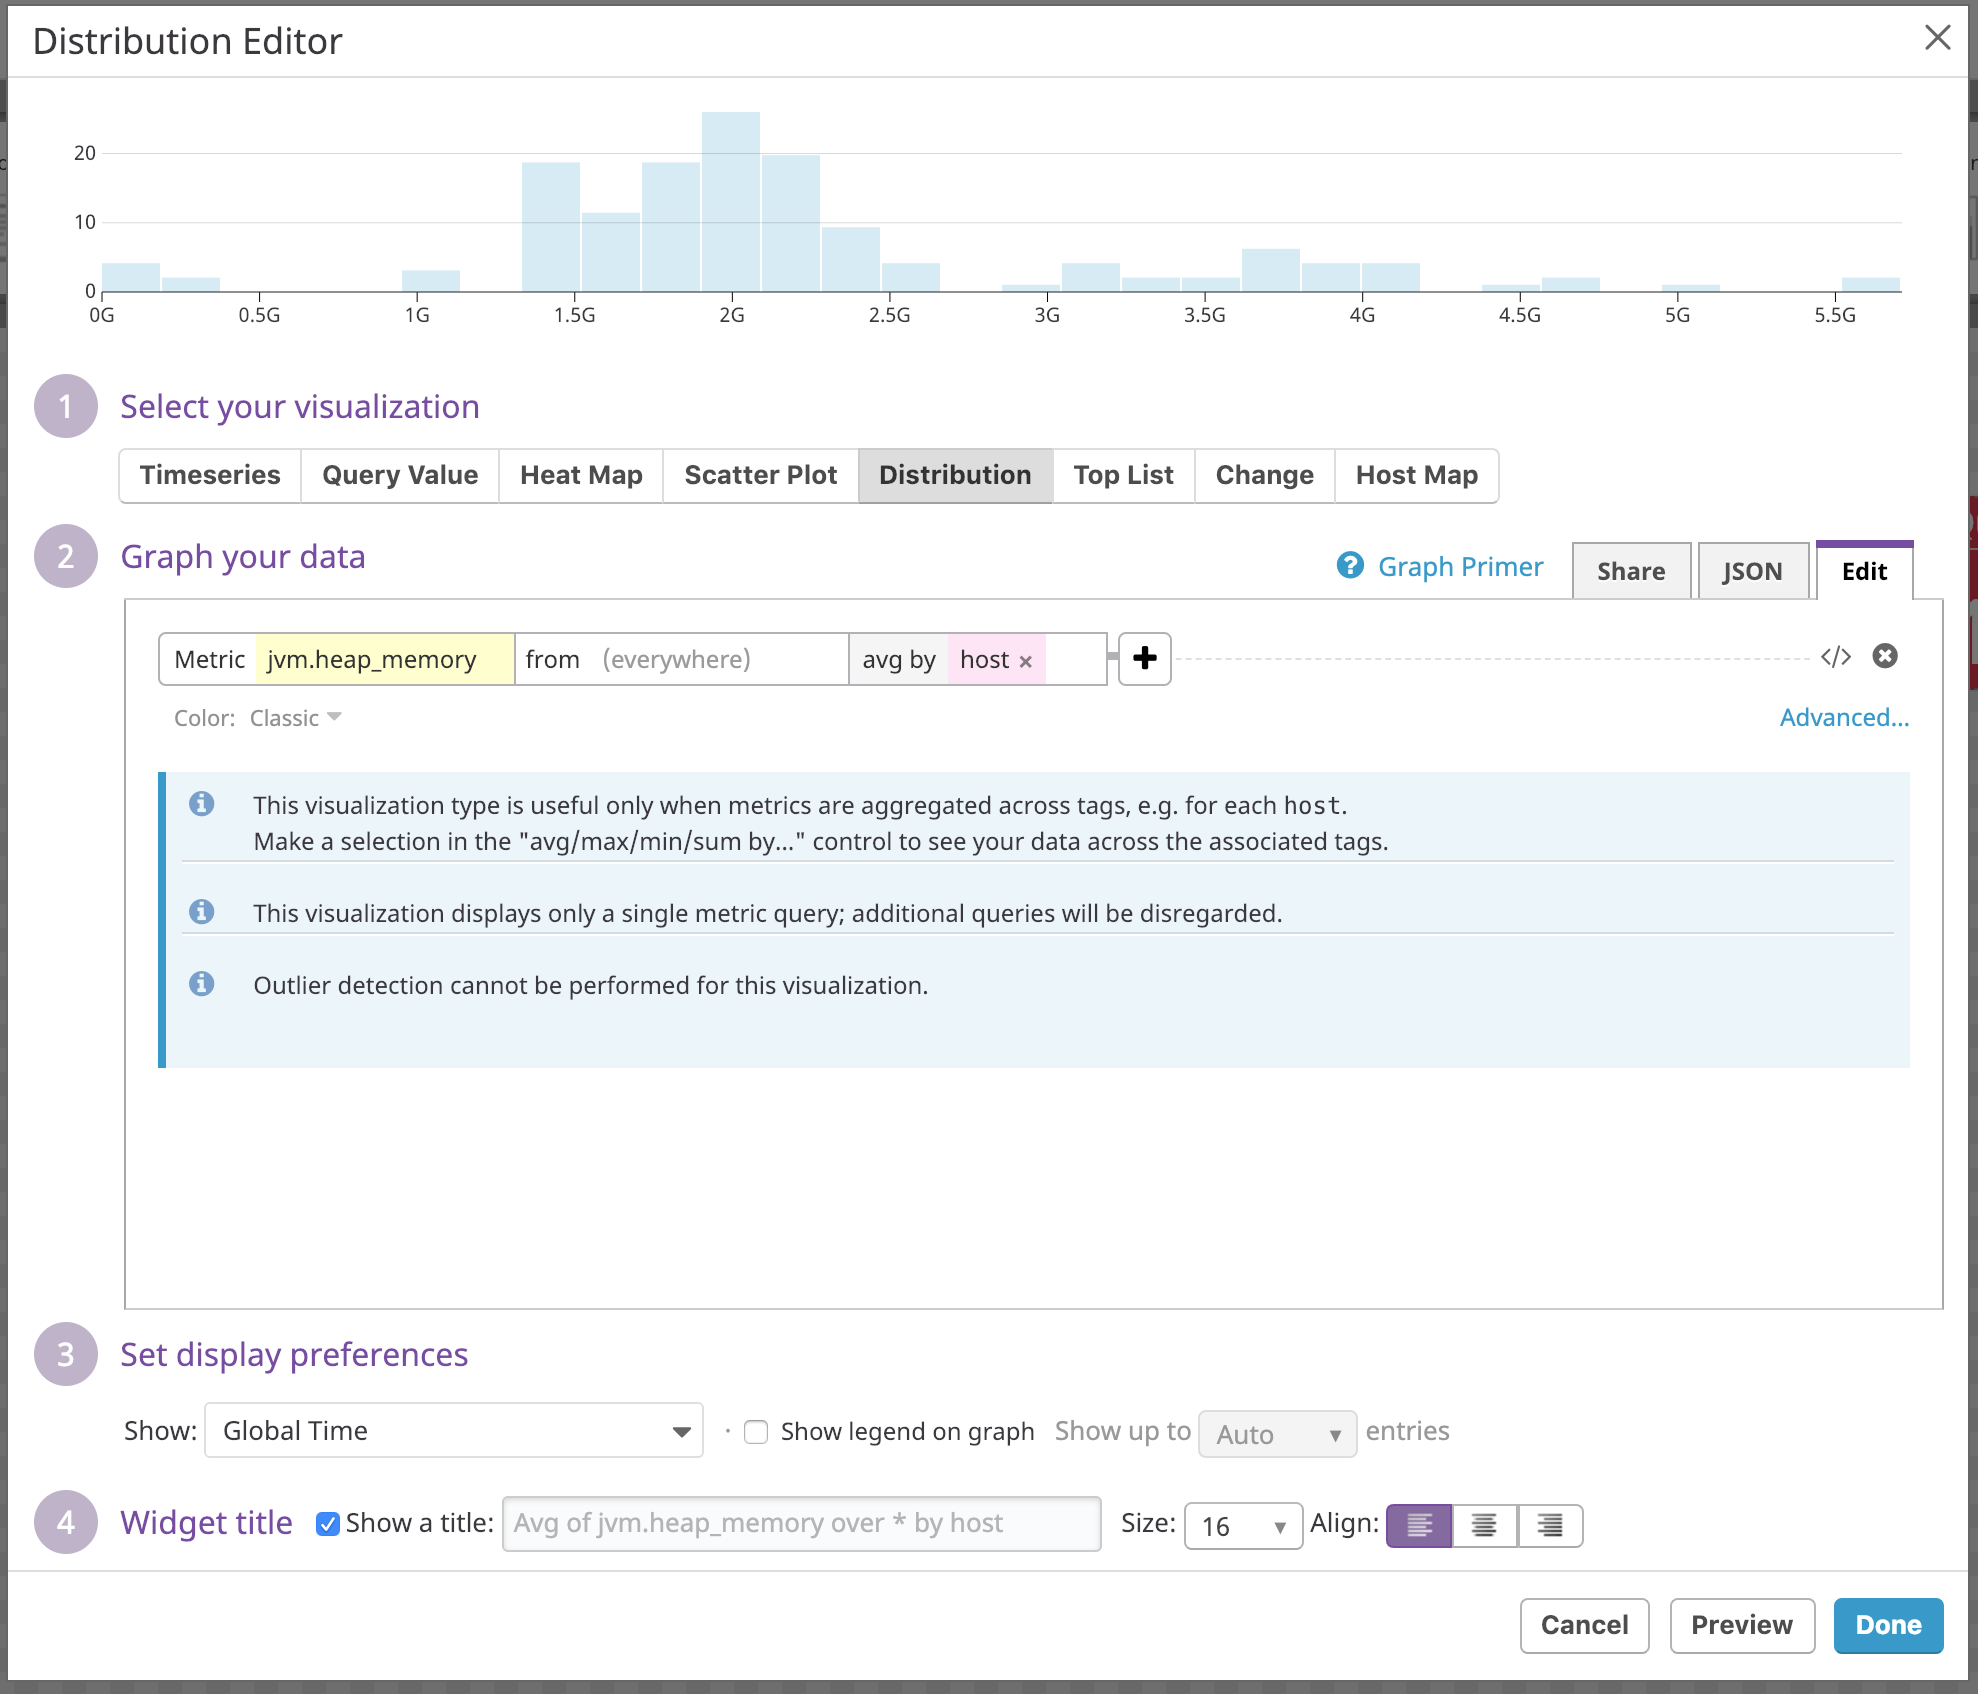 Distribution Editor
20
10
0
0G 0.5G 1G 1.5G 2G 2.5G 3G 3.5G 4G 4.5G 5G 5.5G
1 Select your visualization
Timeseries Query Value Heat Map Scatter Plot Distribution Top List Change Host Map
2 Graph your data ? Graph Primer Share JSON Edit
Metric jvm.heap_memory from (everywhere) avg by host × + </>
Color: Classic Advanced...
This visualization type is useful only when metrics are aggregated across tags, e.g. for each host.
Make a selection in the "avg/max/min/sum by..." control to see your data across the associated tags.
This visualization displays only a single metric query; additional queries will be disregarded.
Outlier detection cannot be performed for this visualization.
3 Set display preferences
Show: Global Time · Show legend on graph Show up to Auto entries
4 Widget title Show a title: Avg of jvm.heap_memory over * by host Size: 16 Align:
Cancel Preview Done